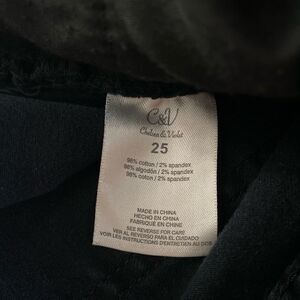 C&V
Chelsea & Violet
25
98% cotton / 2% spandex
98% algodón / 2% spandex
98% coton / 2% spandex
MADE IN CHINA
HECHO EN CHINA
FABRIQUÉ EN CHINE
SEE REVERSE FOR CARE
VER AL REVERSO PARA EL CUIDADO
VOIR LES INSTRUCTIONS D'ENTRETIEN AU DOS